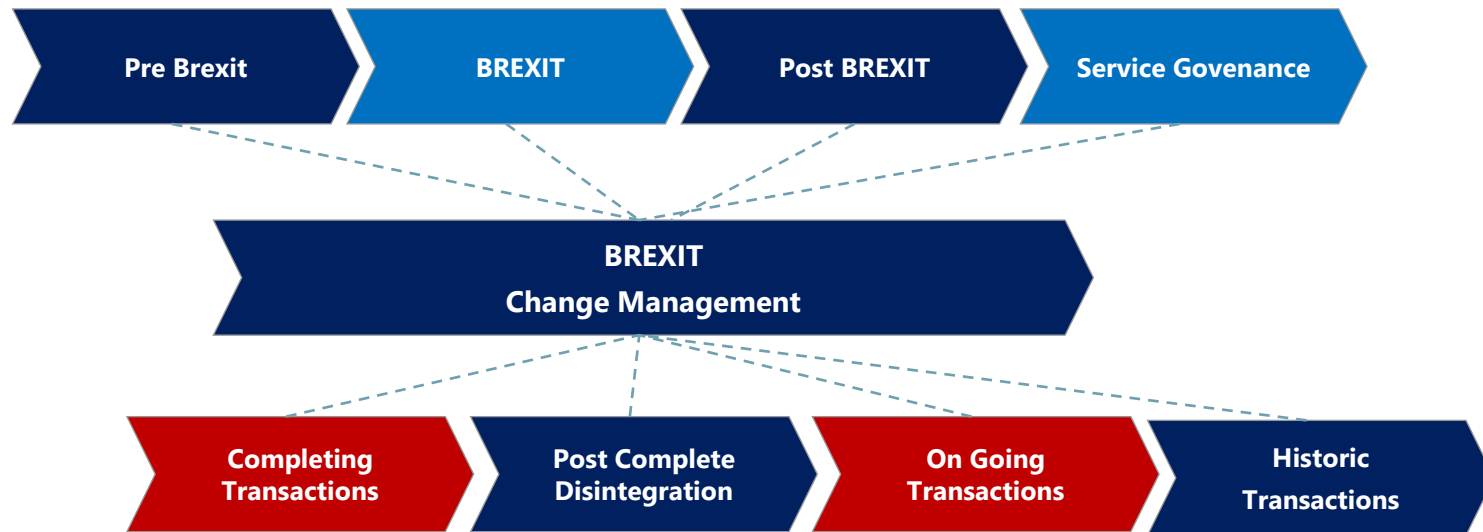 Pre Brexit
BREXIT
Post BREXIT
Service Govenance
BREXIT
Change Management
Completing
Transactions
Post Complete
Disintegration
On Going
Transactions
Historic
Transactions